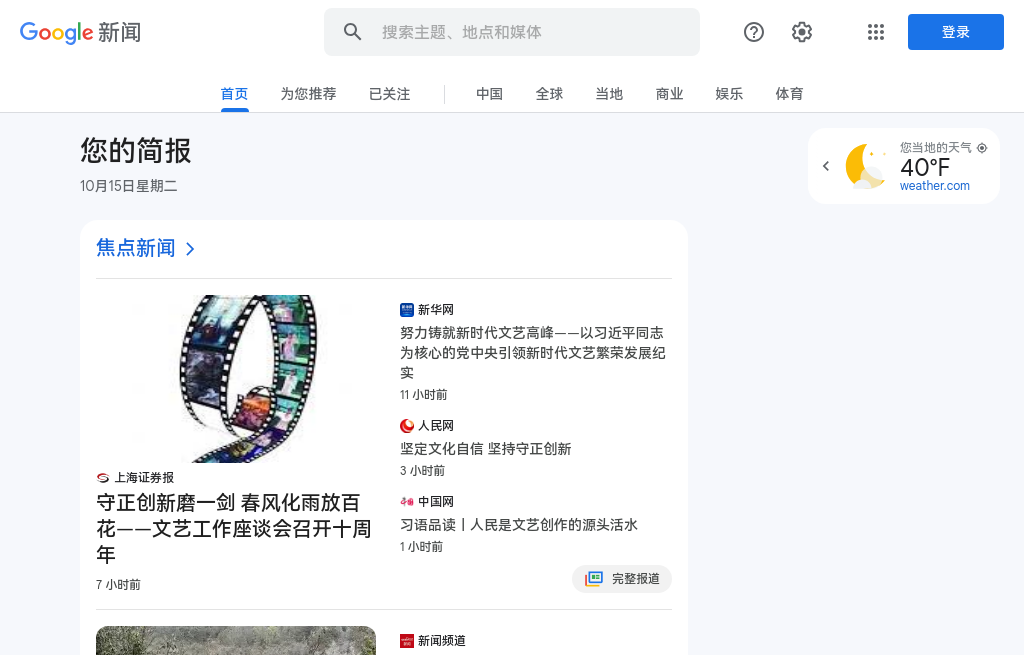 Google 新闻
搜索主题、地点和媒体
登录
首页
为您推荐
已关注
中国
全球
当地
商业
娱乐
体育
您的简报
10月15日星期二
您当地的天气
40°F
weather.com
焦点新闻
上海证券报
守正创新磨一剑 春风化雨放百
花——文艺工作座谈会召开十周
年
7 小时前
新华网
努力铸就新时代文艺高峰——以习近平同志
为核心的党中央引领新时代文艺繁荣发展纪
实
11 小时前
人民网
坚定文化自信 坚持守正创新
3 小时前
中国网
习语品读丨人民是文艺创作的源头活水
1 小时前
完整报道
新闻频道